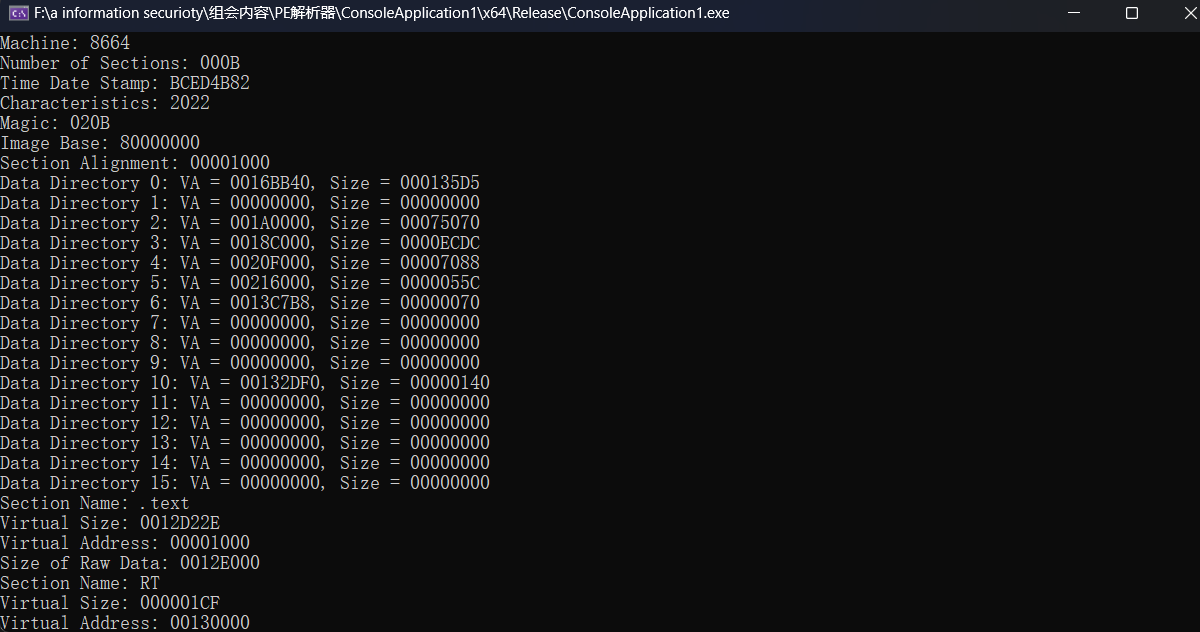 F:\a information securioty\组会内容\PE解析器\ConsoleApplication1\x64\Release\ConsoleApplication1.exe
Machine: 8664
Number of Sections: 000B
Time Date Stamp: BCED4B82
Characteristics: 2022
Magic: 020B
Image Base: 80000000
Section Alignment: 00001000
Data Directory 0: VA = 0016BB40, Size = 000135D5
Data Directory 1: VA = 00000000, Size = 00000000
Data Directory 2: VA = 001A0000, Size = 00075070
Data Directory 3: VA = 0018C000, Size = 0000ECDC
Data Directory 4: VA = 0020F000, Size = 00007088
Data Directory 5: VA = 00216000, Size = 0000055C
Data Directory 6: VA = 0013C7B8, Size = 00000070
Data Directory 7: VA = 00000000, Size = 00000000
Data Directory 8: VA = 00000000, Size = 00000000
Data Directory 9: VA = 00000000, Size = 00000000
Data Directory 10: VA = 00132DF0, Size = 00000140
Data Directory 11: VA = 00000000, Size = 00000000
Data Directory 12: VA = 00000000, Size = 00000000
Data Directory 13: VA = 00000000, Size = 00000000
Data Directory 14: VA = 00000000, Size = 00000000
Data Directory 15: VA = 00000000, Size = 00000000
Section Name: .text
Virtual Size: 0012D22E
Virtual Address: 00001000
Size of Raw Data: 0012E000
Section Name: RT
Virtual Size: 000001CF
Virtual Address: 00130000